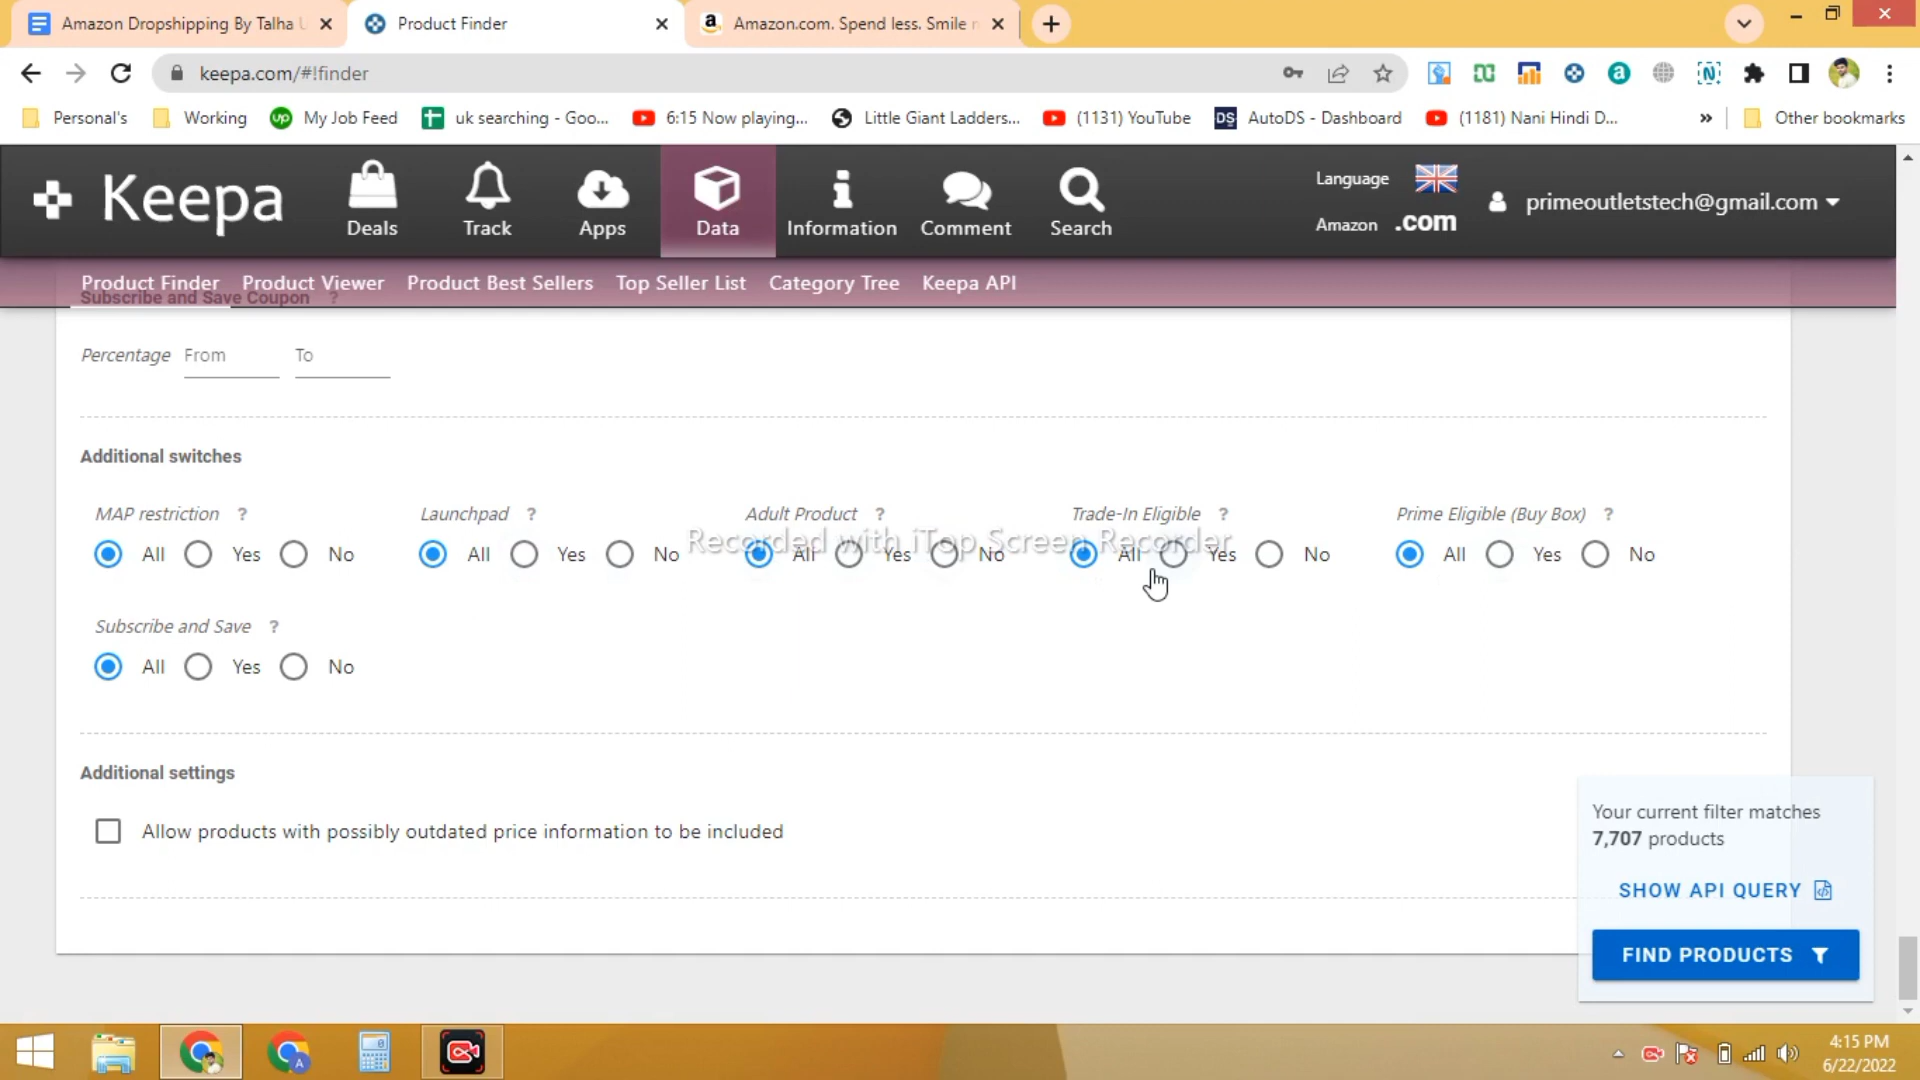 Amazon Dropshipping By Talha U
Product Finder
Amazon.com. Spend less. Smile
keepa.com/#!finder
Personal's
Working
My Job Feed
uk searching - Goo...
6:15 Now playing...
Little Giant Ladders...
(1131) YouTube
AutoDS - Dashboard
(1181) Nani Hindi D...
»
Other bookmarks
Keepa
Deals
Track
Apps
Data
Information
Comment
Search
Language
Amazon .com
primeoutletstech@gmail.com
Product Finder
Product Viewer
Product Best Sellers
Top Seller List
Category Tree
Keepa API
Subscribe and Save Coupon ?
Percentage From To
Additional switches
MAP restriction ?
All Yes No
Launchpad ?
All Yes No
Adult Product ?
All Yes No
Trade-In Eligible ?
All Yes No
Prime Eligible (Buy Box) ?
All Yes No
Recorded with iTop Screen Recorder
Subscribe and Save ?
All Yes No
Additional settings
Allow products with possibly outdated price information to be included
Your current filter matches
7,707 products
SHOW API QUERY
FIND PRODUCTS
4:15 PM
6/22/2022